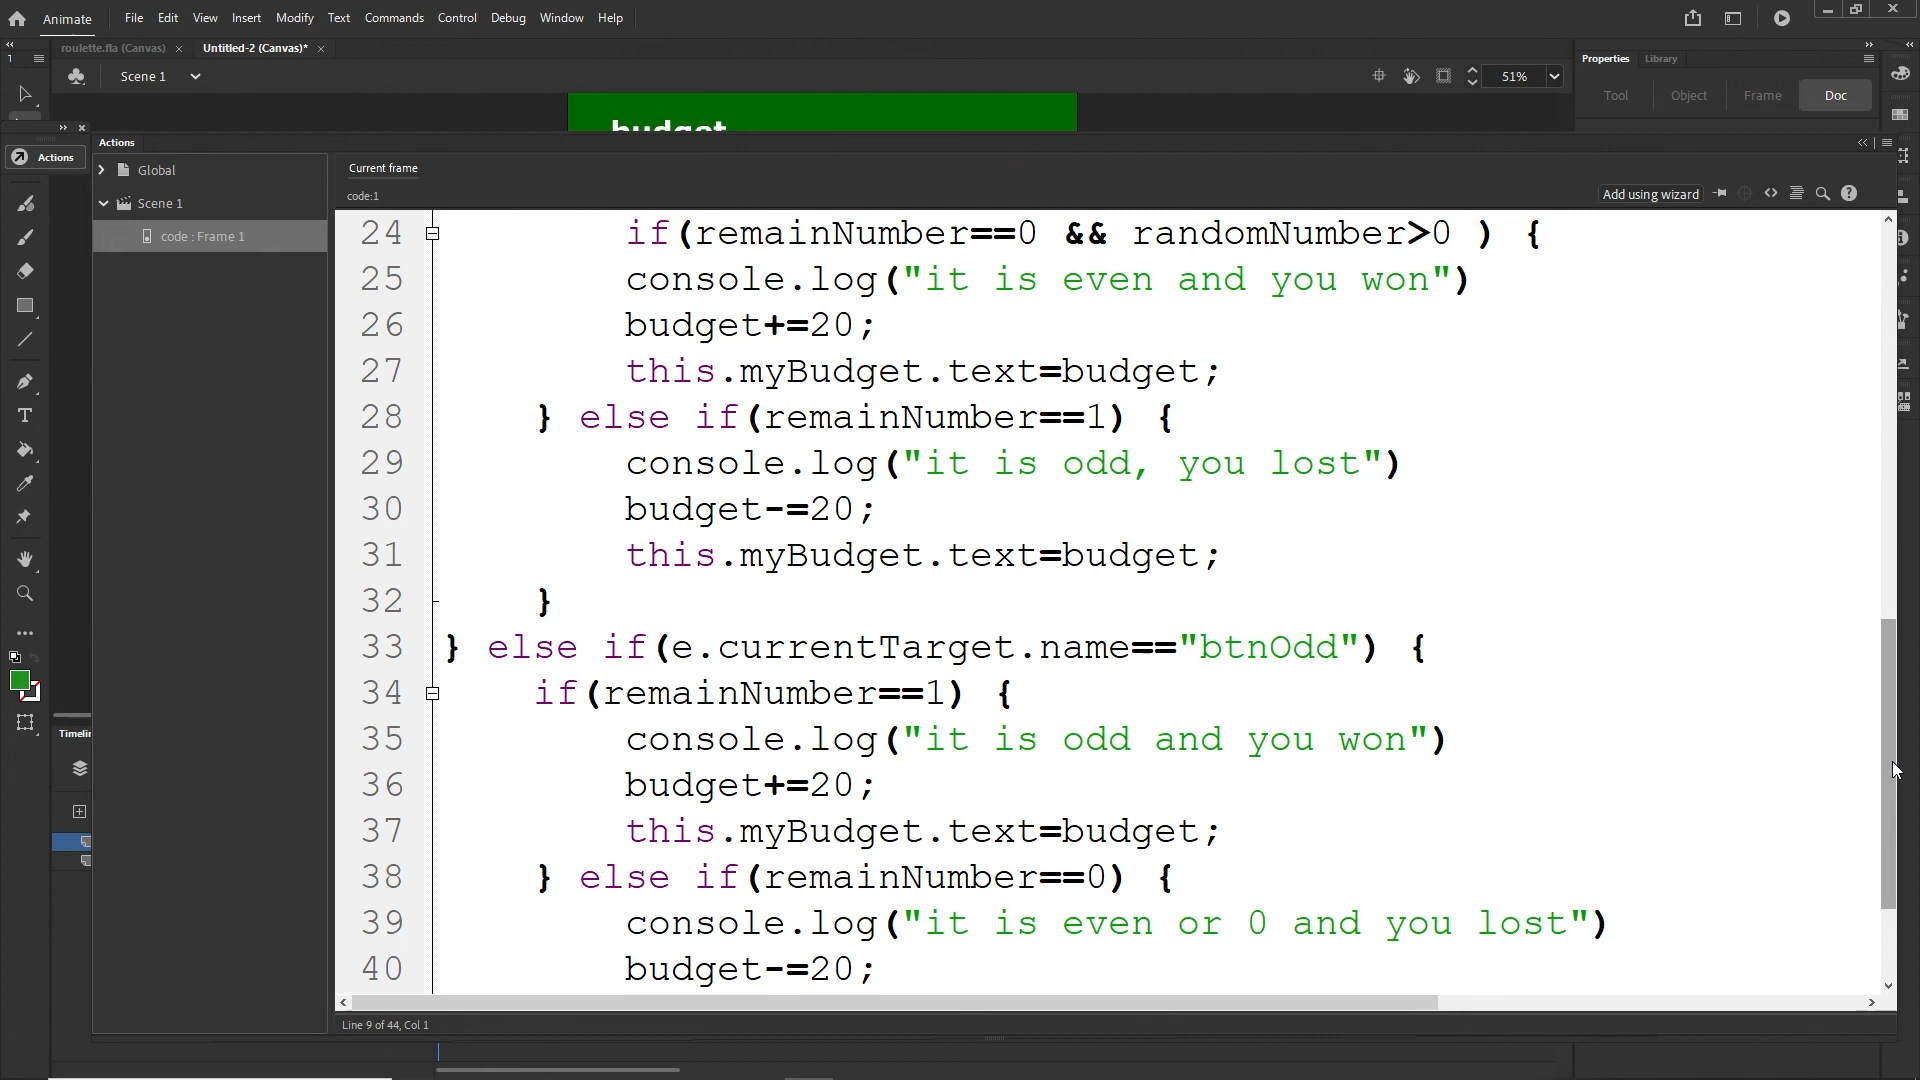 Animate File Edit View Insert Modify Text Commands Control Debug Window Help
roulette.fla (Canvas) × Untitled-2 (Canvas)* ×
1
Scene 1
51%
Properties Library
Tool Object Frame Doc
budget
Actions
Actions
Global
Scene 1
code : Frame 1
Current frame
code:1
Add using wizard
24 if(remainNumber==0 && randomNumber>0 ) {
25 console.log("it is even and you won")
26 budget+=20;
27 this.myBudget.text=budget;
28 } else if(remainNumber==1) {
29 console.log("it is odd, you lost")
30 budget-=20;
31 this.myBudget.text=budget;
32 }
33 } else if(e.currentTarget.name=="btnOdd") {
34 if(remainNumber==1) {
35 console.log("it is odd and you won")
36 budget+=20;
37 this.myBudget.text=budget;
38 } else if(remainNumber==0) {
39 console.log("it is even or 0 and you lost")
40 budget-=20;
Timelin
Line 9 of 44, Col 1